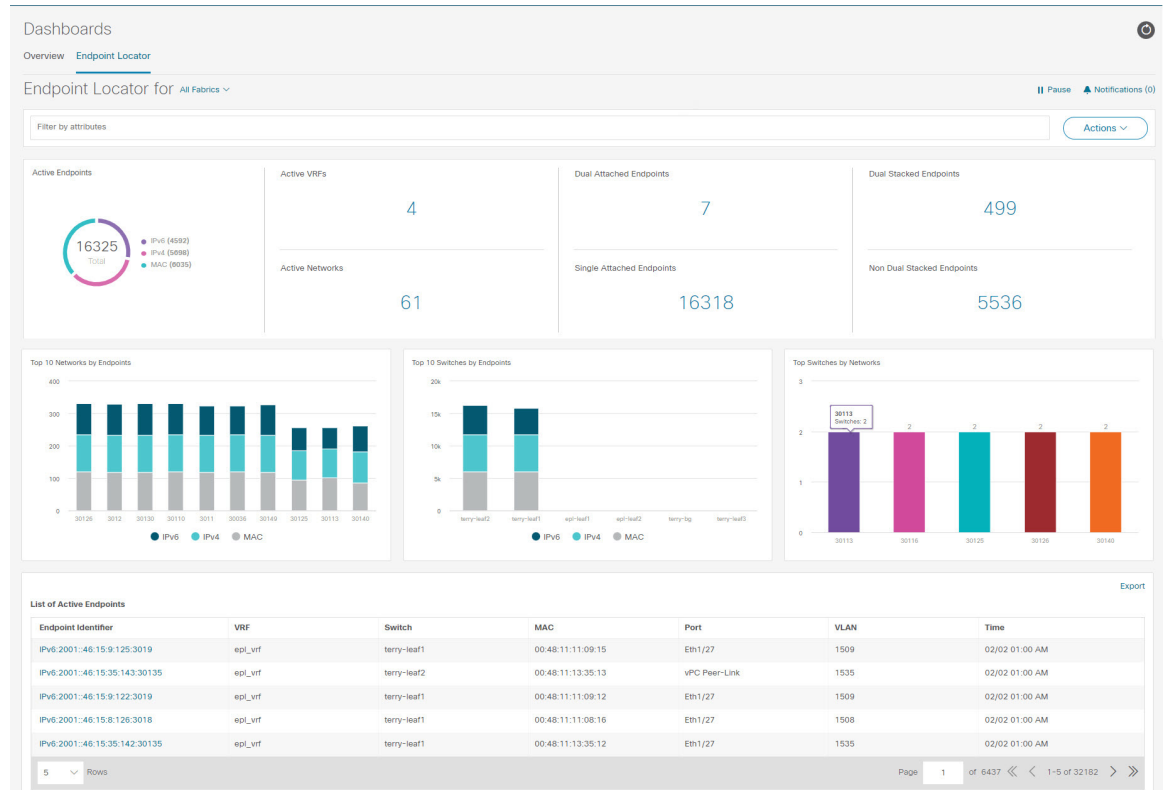 Dashboards
Overview Endpoint Locator
Endpoint Locator for All Fabrics
Pause Notifications (0)
Filter by attributes
Actions
Active Endpoints
16325
Total
IPv6 (4592)
IPv4 (5698)
MAC (6035)
Active VRFs
4
Dual Attached Endpoints
7
Dual Stacked Endpoints
499
Active Networks
61
Single Attached Endpoints
16318
Non Dual Stacked Endpoints
5536
Top 10 Networks by Endpoints
400
300
200
100
0
30126 3012 30130 30110 3011 30036 30149 30125 30113 30140
IPv6 IPv4 MAC
Top 10 Switches by Endpoints
20k
15k
10k
5k
0
terry-leaf2 terry-leaf1 epl-leaf1 epl-leaf2 terry-bg terry-leaf3
IPv6 IPv4 MAC
Top Switches by Networks
3
30113
Switches: 2
2 2 2 2 2
1
0
30113 30116 30125 30126 30140
Export
List of Active Endpoints
Endpoint Identifier VRF Switch MAC Port VLAN Time
IPv6:2001::46:15:9:125:3019 epl_vrf terry-leaf1 00:48:11:11:09:15 Eth1/27 1509 02/02 01:00 AM
IPv6:2001::46:15:35:143:30135 epl_vrf terry-leaf2 00:48:11:13:35:13 vPC Peer-Link 1535 02/02 01:00 AM
IPv6:2001::46:15:9:122:3019 epl_vrf terry-leaf1 00:48:11:11:09:12 Eth1/27 1509 02/02 01:00 AM
IPv6:2001::46:15:8:126:3018 epl_vrf terry-leaf1 00:48:11:11:08:16 Eth1/27 1508 02/02 01:00 AM
IPv6:2001::46:15:35:142:30135 epl_vrf terry-leaf1 00:48:11:13:35:12 Eth1/27 1535 02/02 01:00 AM
5 Rows
Page 1 of 6437 1-5 of 32182